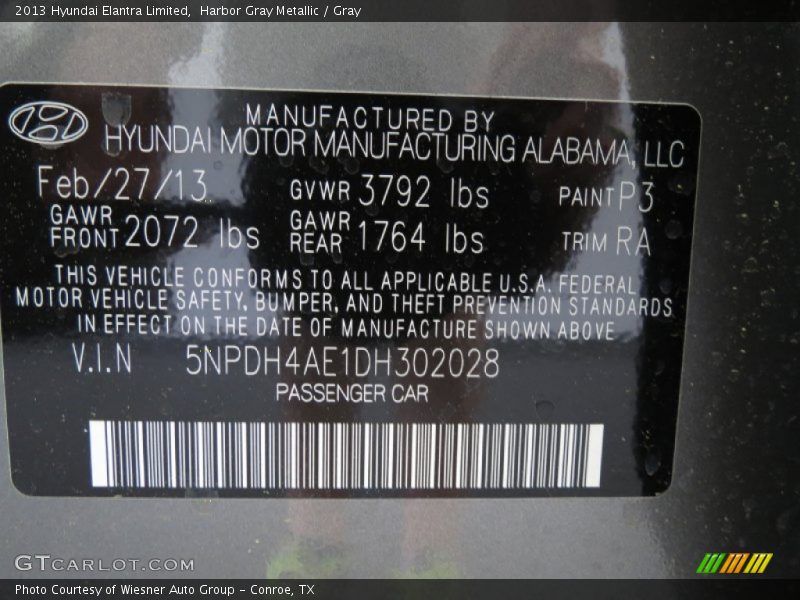 2013 Hyundai Elantra Limited,  Harbor Gray Metallic / Gray
MANUFACTURED BY
HYUNDAI MOTOR MANUFACTURING ALABAMA, LLC
Feb/27/13 GVWR 3792 lbs PAINT P3
GAWR FRONT 2072 lbs GAWR REAR 1764 lbs TRIM RA
THIS VEHICLE CONFORMS TO ALL APPLICABLE U.S.A. FEDERAL
MOTOR VEHICLE SAFETY, BUMPER, AND THEFT PREVENTION STANDARDS
IN EFFECT ON THE DATE OF MANUFACTURE SHOWN ABOVE
V.I.N 5NPDH4AE1DH302028
PASSENGER CAR
GTCARLOT.COM
Photo Courtesy of Wiesner Auto Group - Conroe, TX